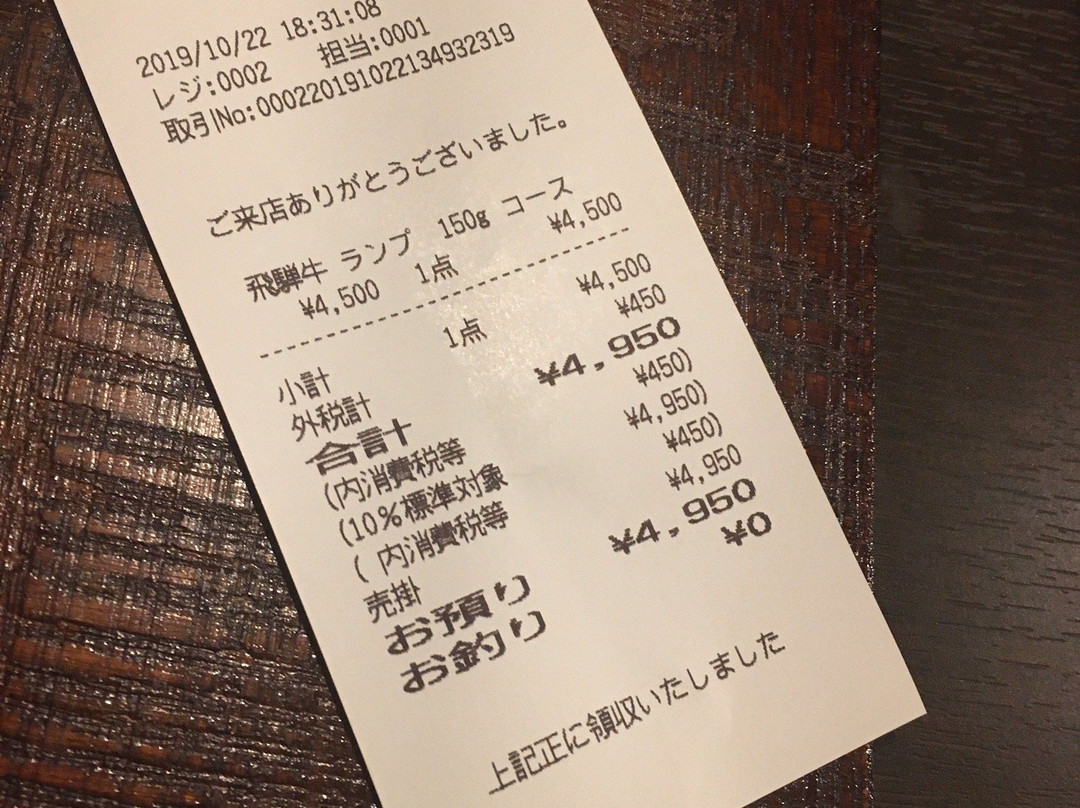 2019/10/22 18:31:08
レジ:0002 担当:0001
取引No:0002201910221349​32319
ご来店ありがとうございました。
飛騨牛 ランプ 150g コース
¥4,500 1点 ¥4,500
小計 1点 ¥4,500
外税計 ¥450
合計 ¥4,950
(内消費税等 ¥450)
(10%標準対象 ¥4,950)
( 内消費税等 ¥450)
売掛 ¥4,950
お預り ¥4,950
お釣り ¥0
上記正に領収いたしました